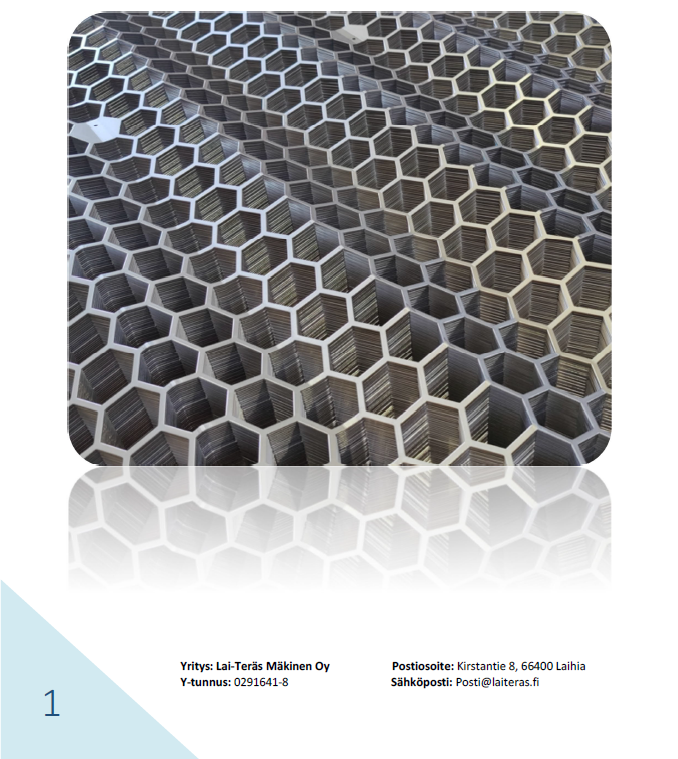 Yritys: Lai-Teräs Mäkinen Oy Postiosoite: Kirstantie 8, 66400 Laihia
Y-tunnus: 0291641-8 Sähköposti: Posti@laiteras.fi
1